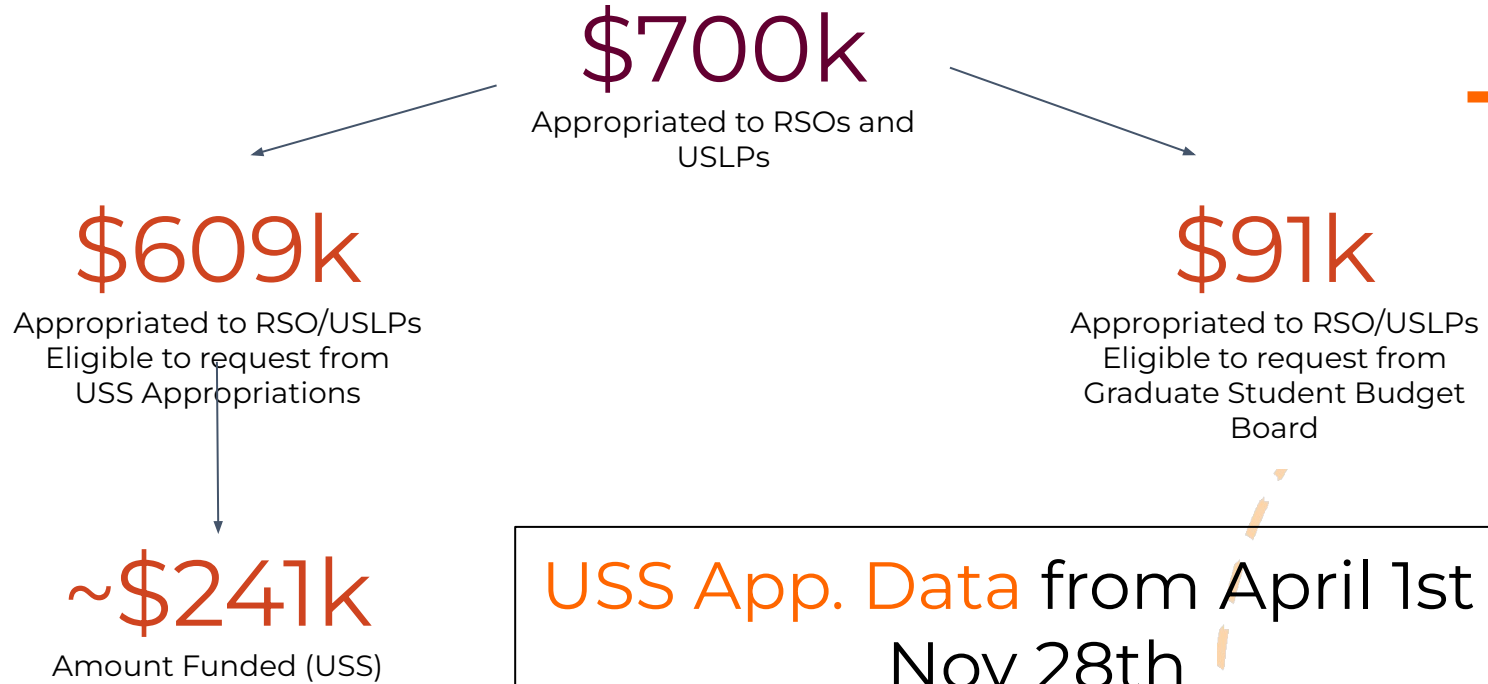 $700k
Appropriated to RSOs and
USLPs
$609k
Appropriated to RSO/USLPs
Eligible to request from
USS Appropriations
$91k
Appropriated to RSO/USLPs
Eligible to request from
Graduate Student Budget
Board
~$241k
Amount Funded (USS)
USS App. Data from April 1st
Nov 28th